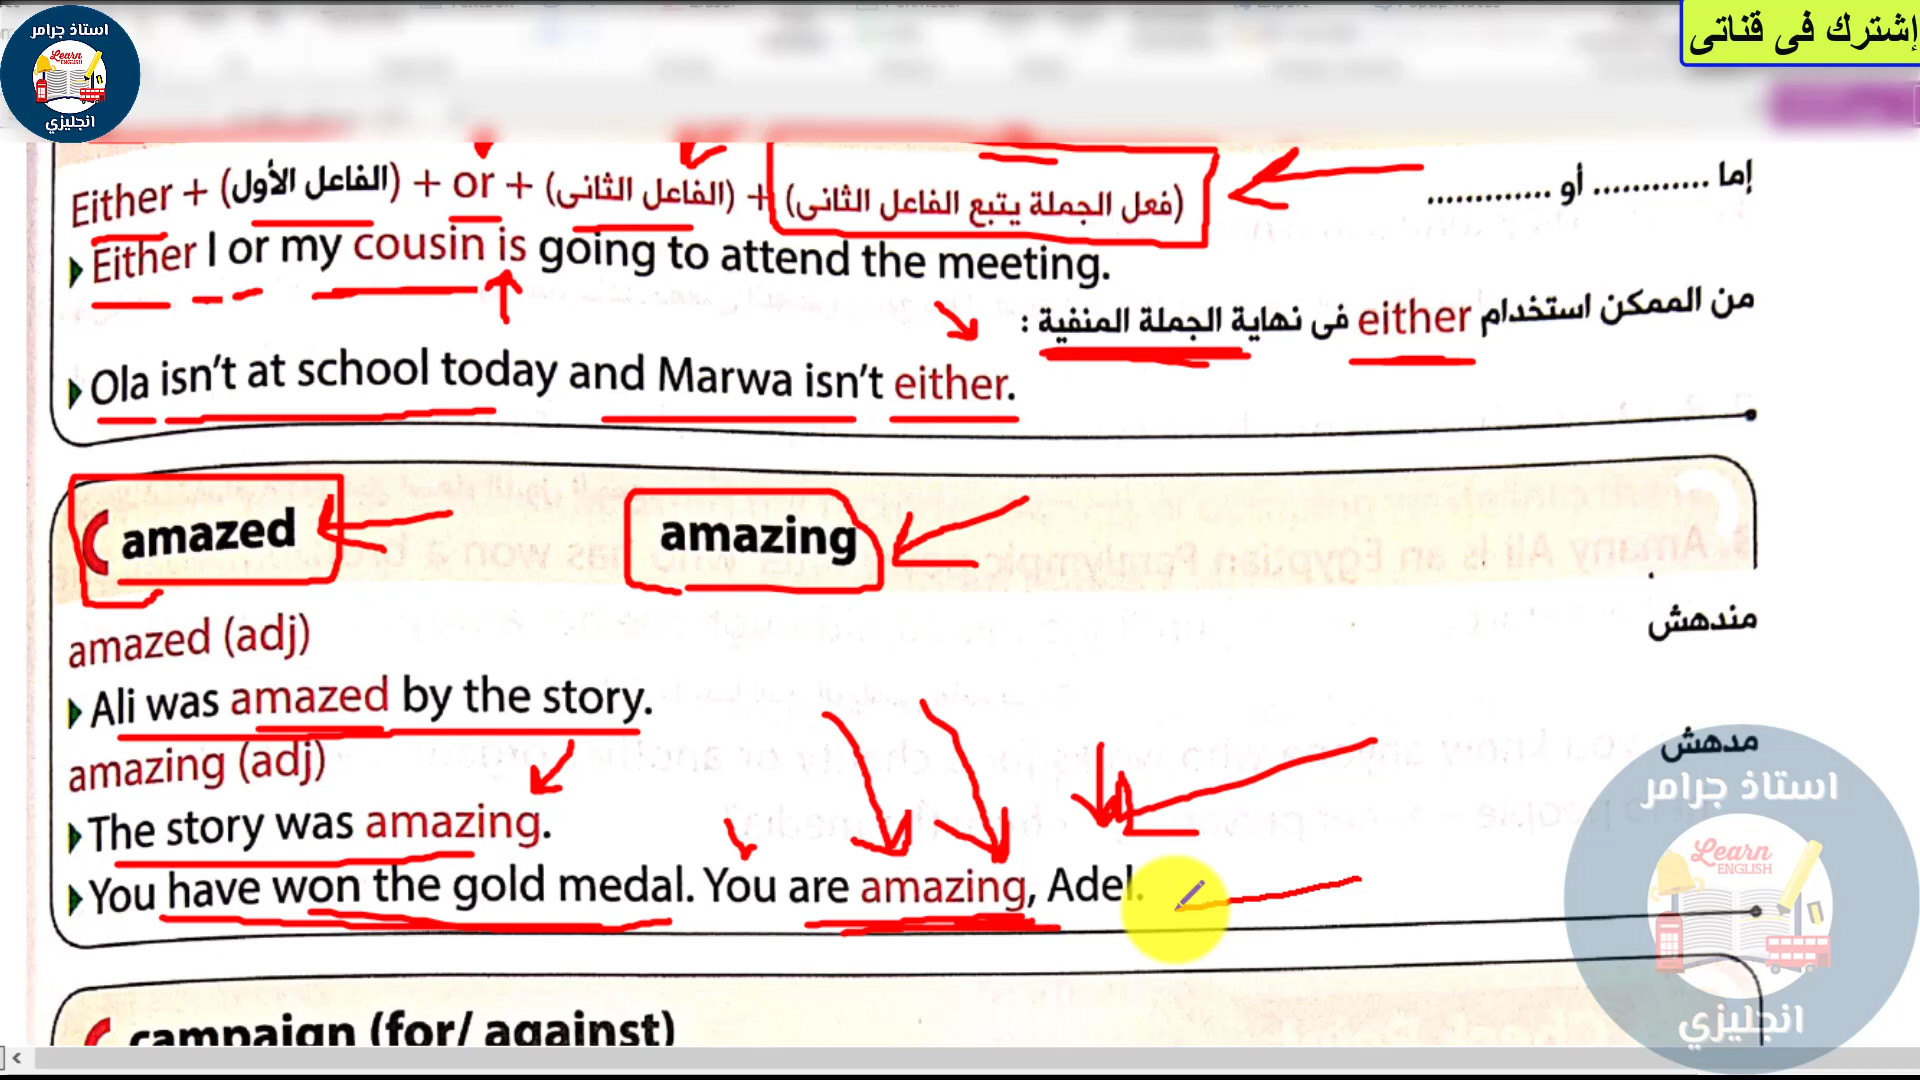 استاذ جرامر
Learn
ENGLISH
انجليزي
إشترك فى قناتى
Either + (الفاعل الأول) + or + (الفاعل الثانى) + (فعل الجملة يتبع الفاعل الثانى)
إما ............ أو ............
Either I or my cousin is going to attend the meeting.
من الممكن استخدام either فى نهاية الجملة المنفية :
Ola isn't at school today and Marwa isn't either.
amazed amazing
amazed (adj) مندهش
Ali was amazed by the story.
amazing (adj) مدهش
The story was amazing.
You have won the gold medal. You are amazing, Adel.
campaign (for/ against)
استاذ جرامر
Learn
ENGLISH
انجليزي